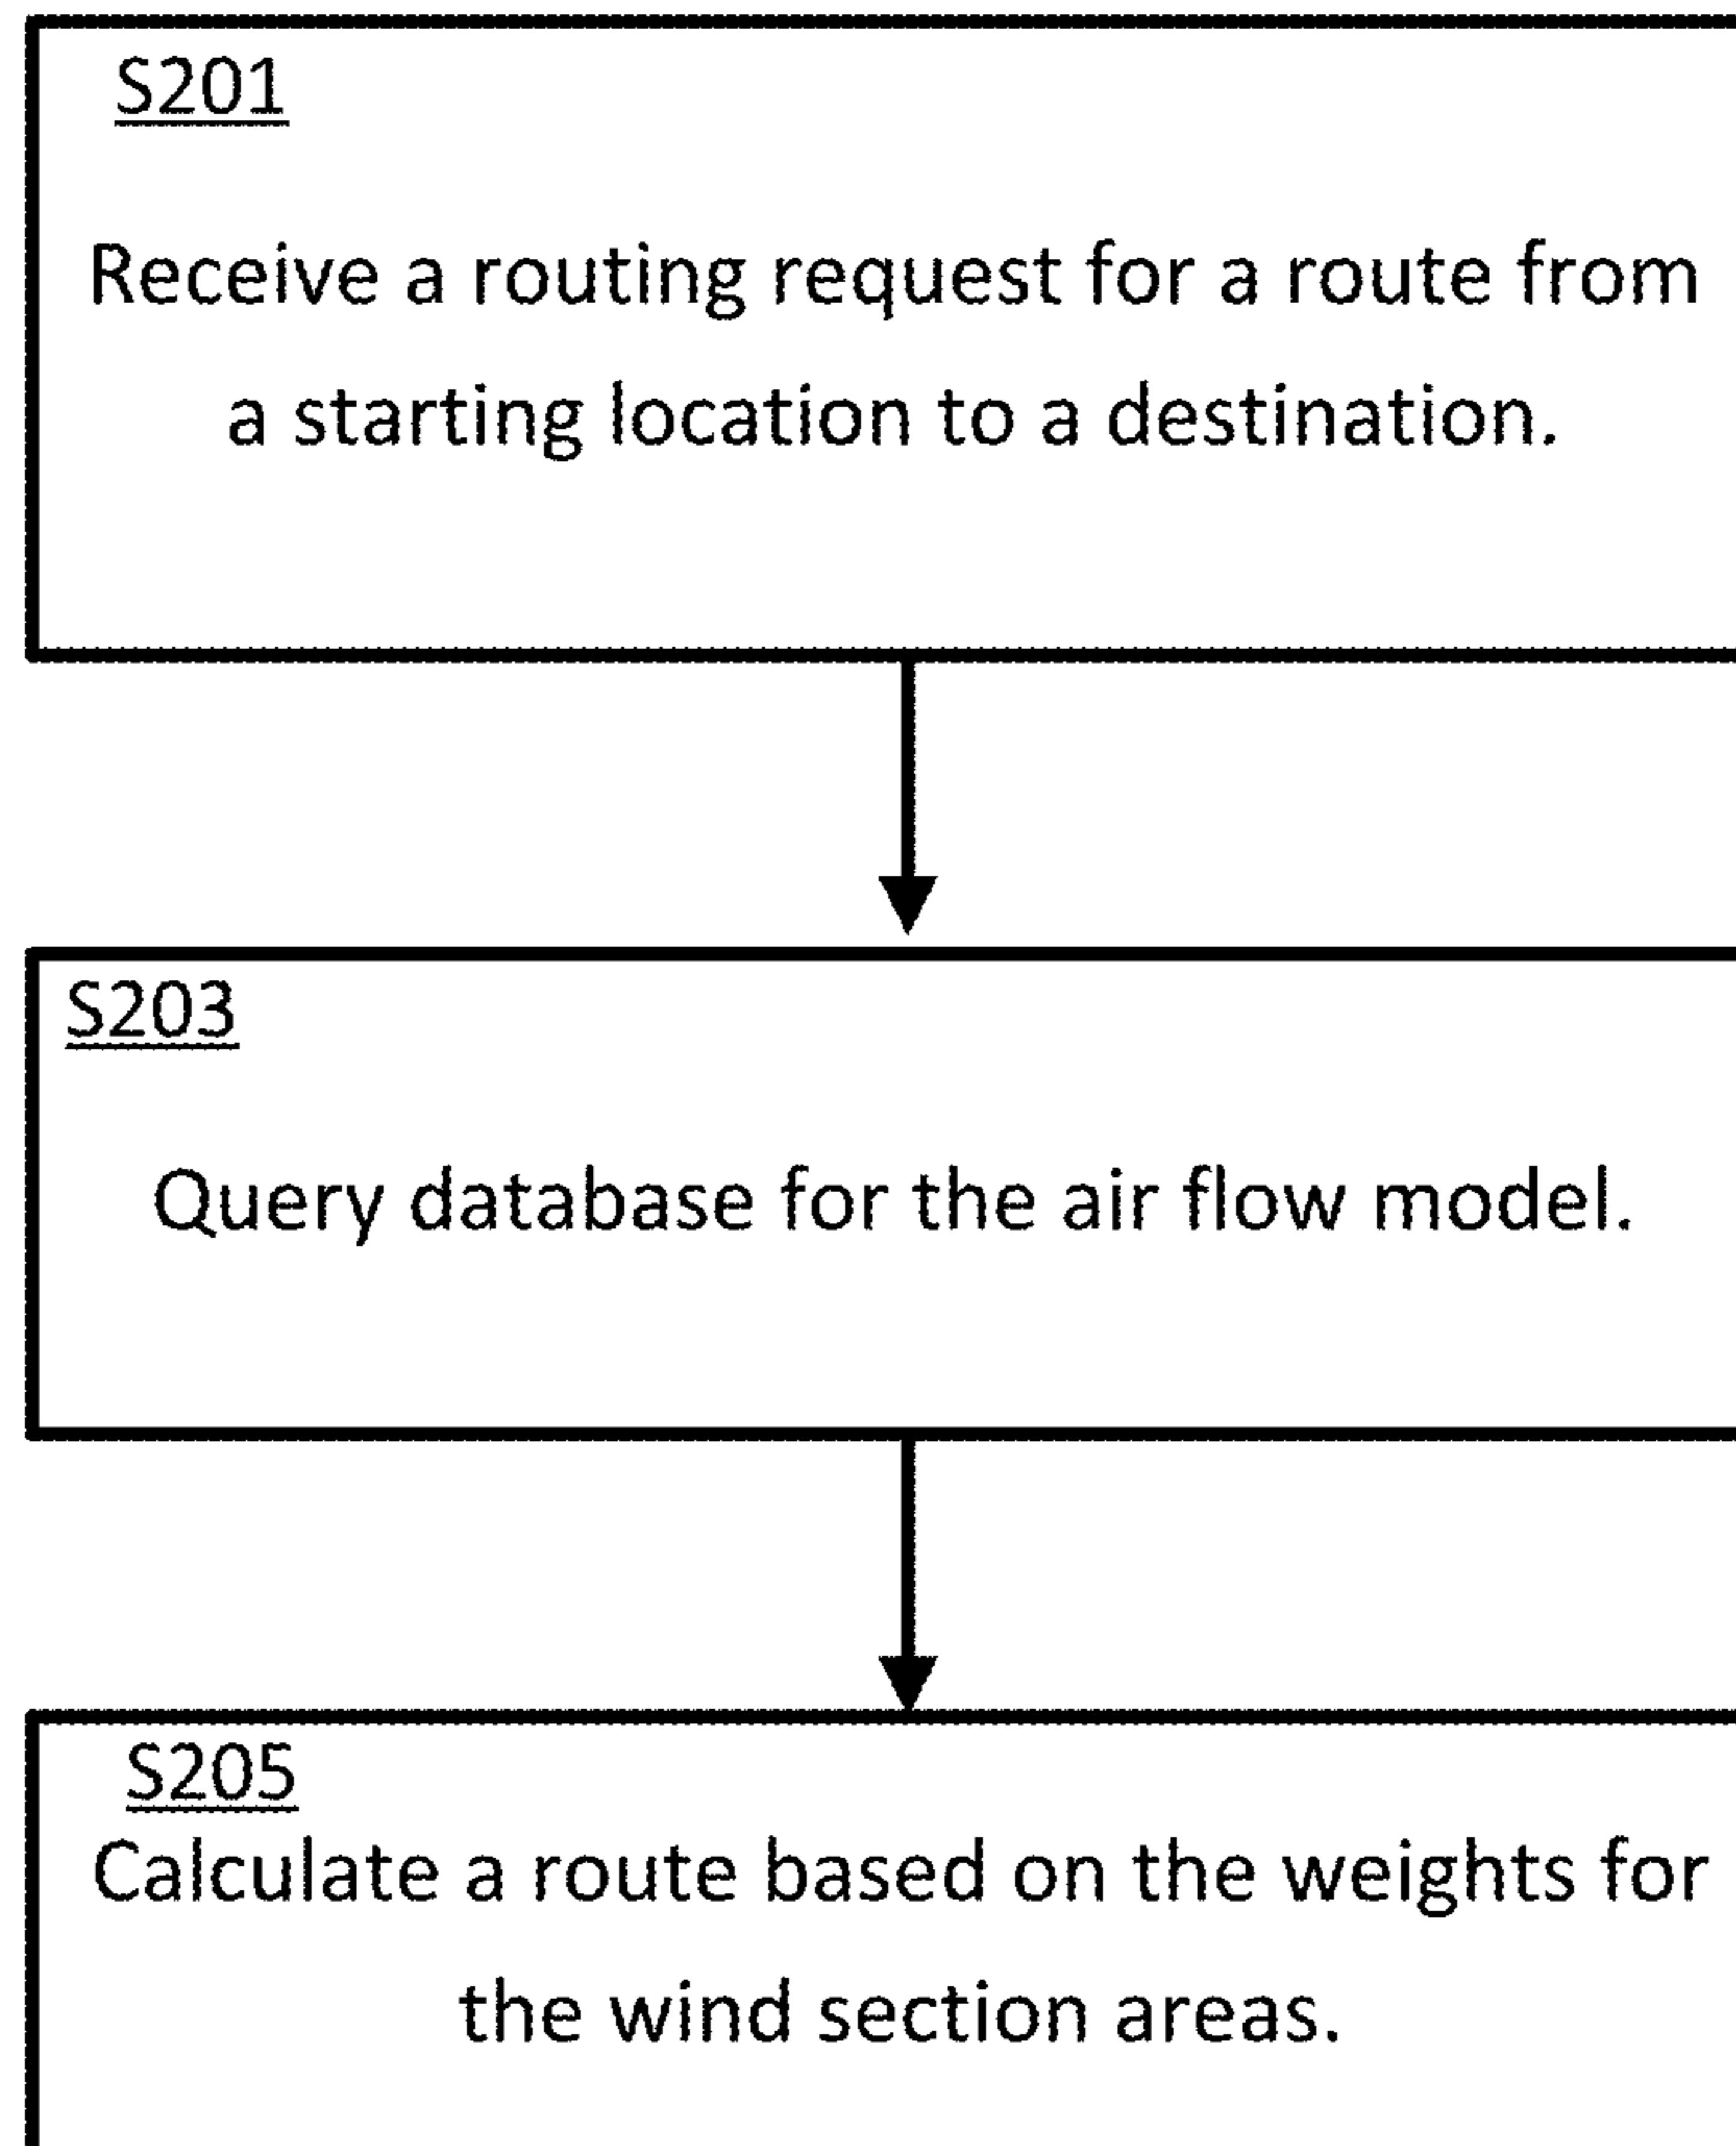 S201
Receive a routing request for a route from
a starting location to a destination.
S203
Query database for the air flow model.
S205
Calculate a route based on the weights for
the wind section areas.